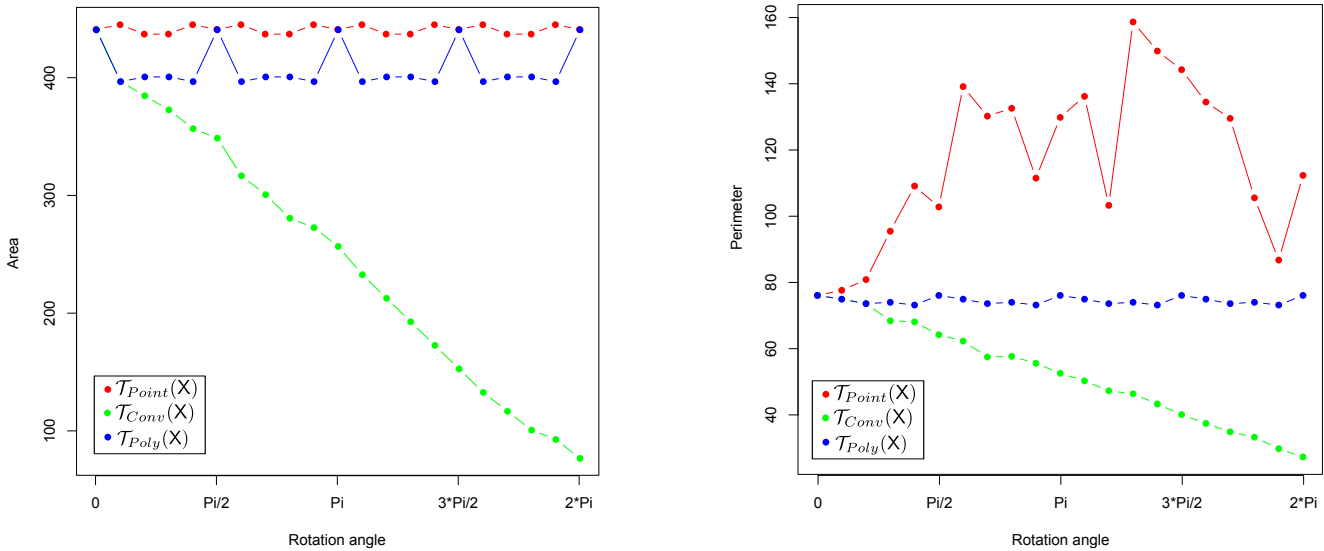 Area
400
300
200
100
0
Pi/2
Pi
3*Pi/2
2*Pi
Rotation angle
𝒯Point(X)
𝒯Conv(X)
𝒯Poly(X)
Perimeter
160
140
120
100
80
60
40
0
Pi/2
Pi
3*Pi/2
2*Pi
Rotation angle
𝒯Point(X)
𝒯Conv(X)
𝒯Poly(X)